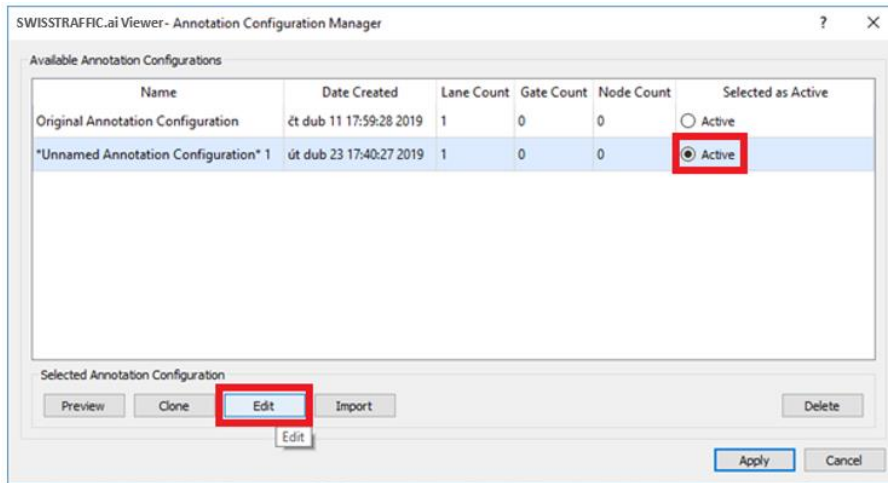 SWISSTRAFFIC.ai Viewer- Annotation Configuration Manager
Available Annotation Configurations
Name Date Created Lane Count Gate Count Node Count Selected as Active
Original Annotation Configuration čt dub 11 17:59:28 2019 1 0 0 Active
*Unnamed Annotation Configuration* 1 út dub 23 17:40:27 2019 1 0 0 Active
Selected Annotation Configuration
Preview Clone Edit Import Delete
Edit
Apply Cancel